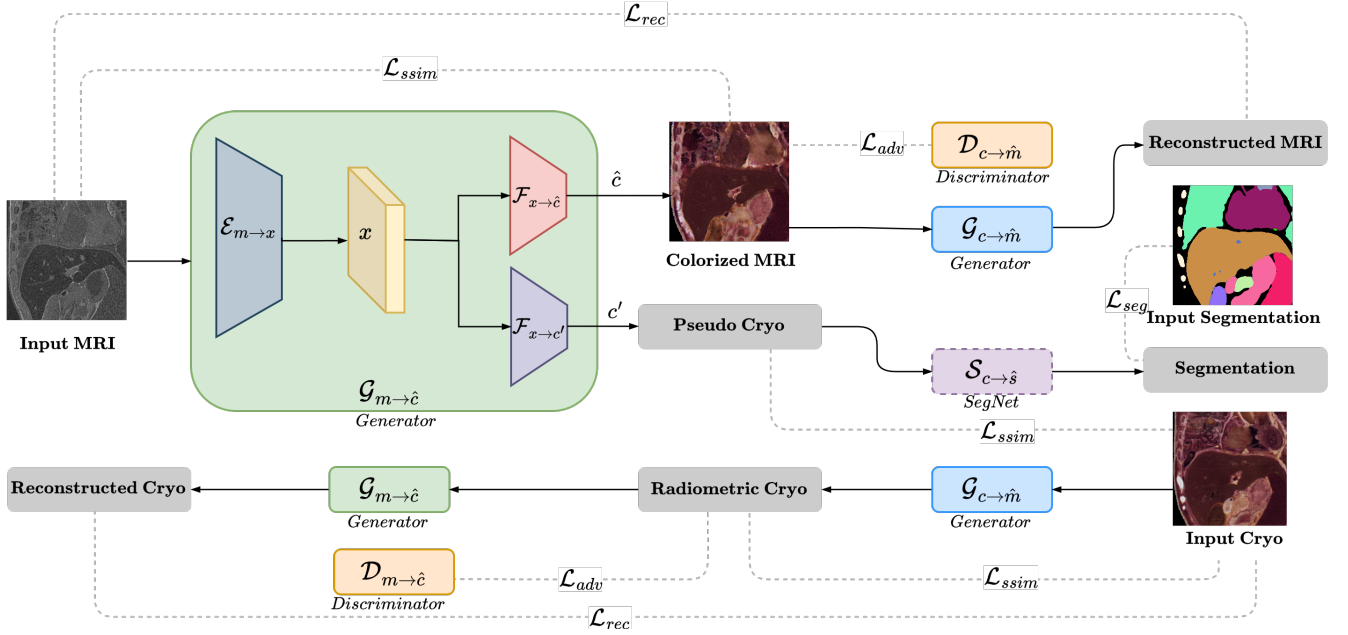 ℒ_rec
ℒ_ssim
ℰ_{m→x}
x
ℱ_{x→ĉ}
ĉ
ℱ_{x→c′}
c′
𝒢_{m→ĉ}
Generator
Input MRI
Colorized MRI
ℒ_adv
𝒟_{c→m̂}
Discriminator
𝒢_{c→m̂}
Generator
Reconstructed MRI
Pseudo Cryo
𝒮_{c→ŝ}
SegNet
ℒ_seg
Input Segmentation
Segmentation
ℒ_ssim
Reconstructed Cryo
𝒢_{m→ĉ}
Generator
Radiometric Cryo
𝒢_{c→m̂}
Generator
Input Cryo
𝒟_{m→ĉ}
Discriminator
ℒ_adv
ℒ_ssim
ℒ_rec